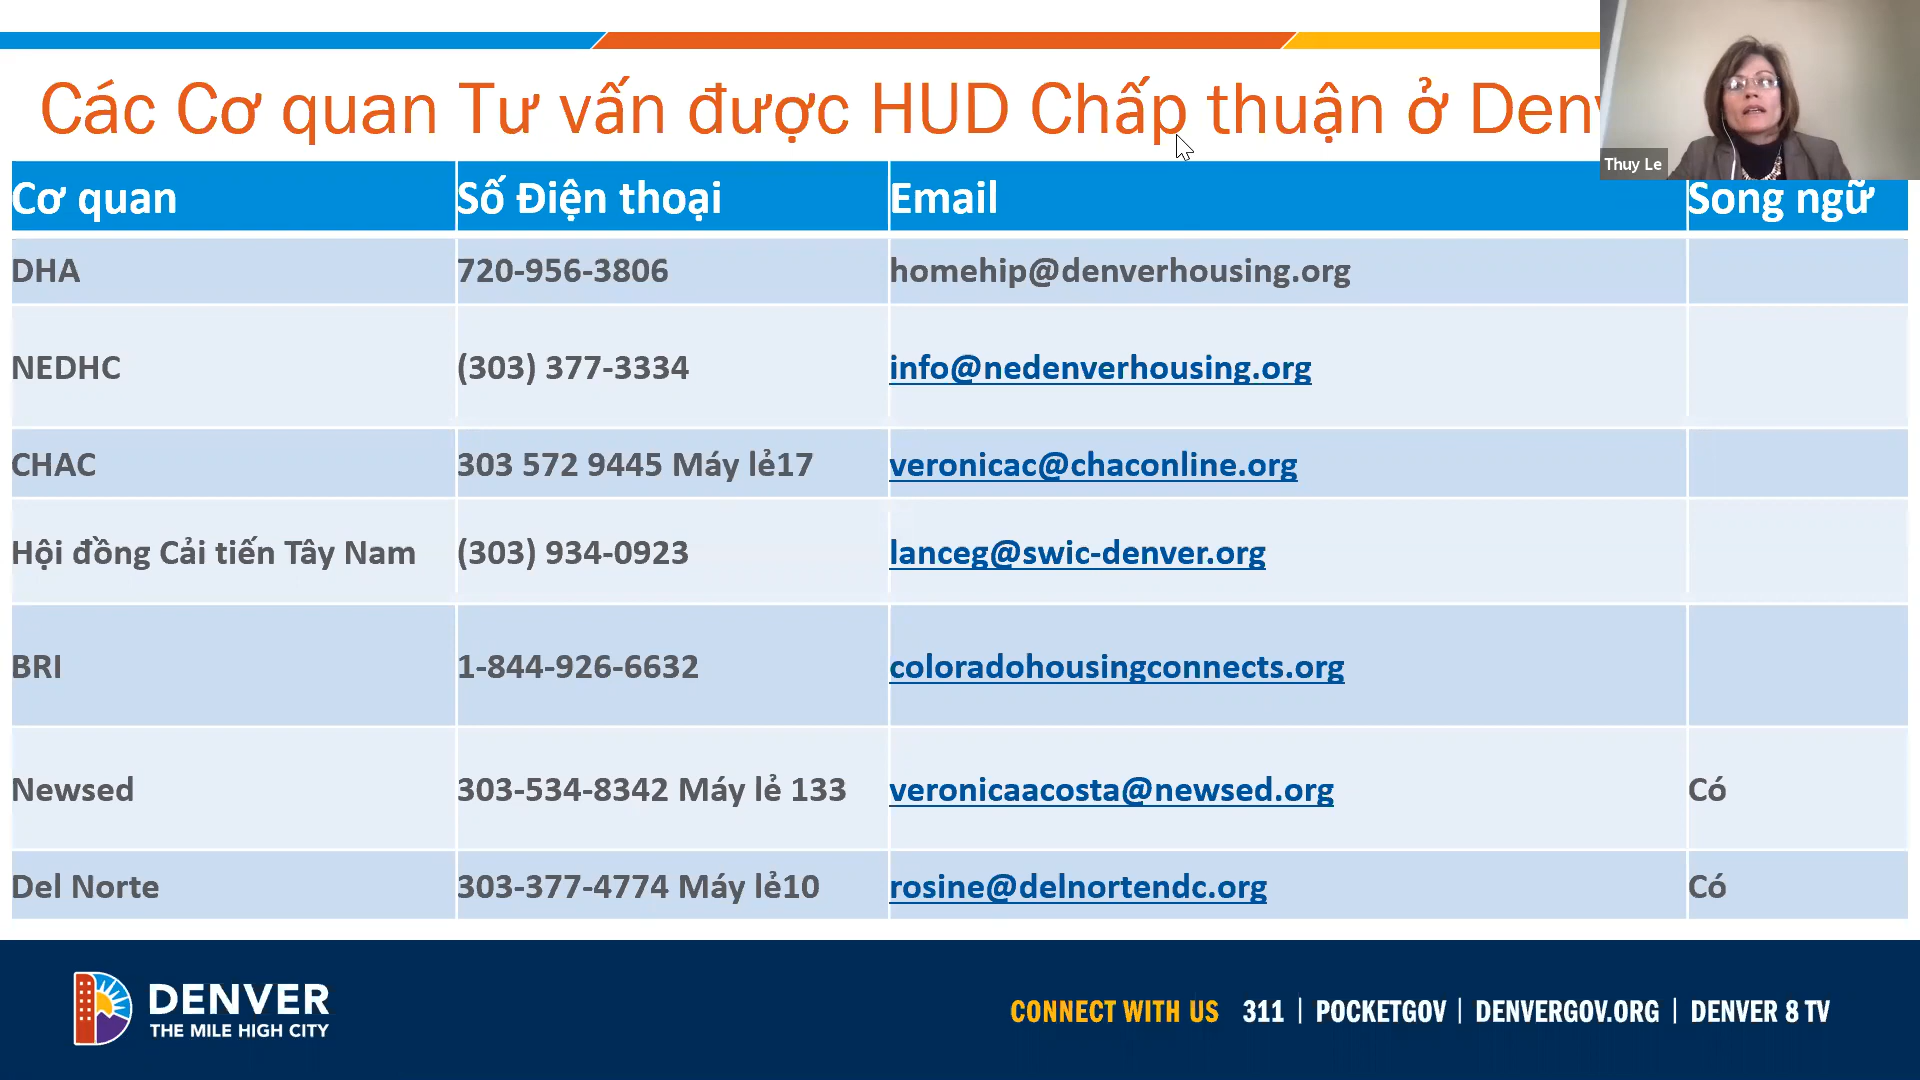 Các Cơ quan Tư vấn được HUD Chấp thuận ở
Thuy Le
Cơ quan Số Điện thoại Email Song ngữ
DHA 720-956-3806 homehip@denverhousing.org
NEDHC (303) 377-3334 info@nedenverhousing.org
CHAC 303 572 9445 Máy lẻ17 veronicac@chaconline.org
Hội đồng Cải tiến Tây Nam (303) 934-0923 lanceg@swic-denver.org
BRI 1-844-926-6632 coloradohousingconnects.org
Newsed 303-534-8342 Máy lẻ 133 veronicaacosta@newsed.org Có
Del Norte 303-377-4774 Máy lẻ10 rosine@delnortendc.org Có
DENVER
THE MILE HIGH CITY
CONNECT WITH US 311 | POCKETGOV | DENVERGOV.ORG | DENVER 8 TV